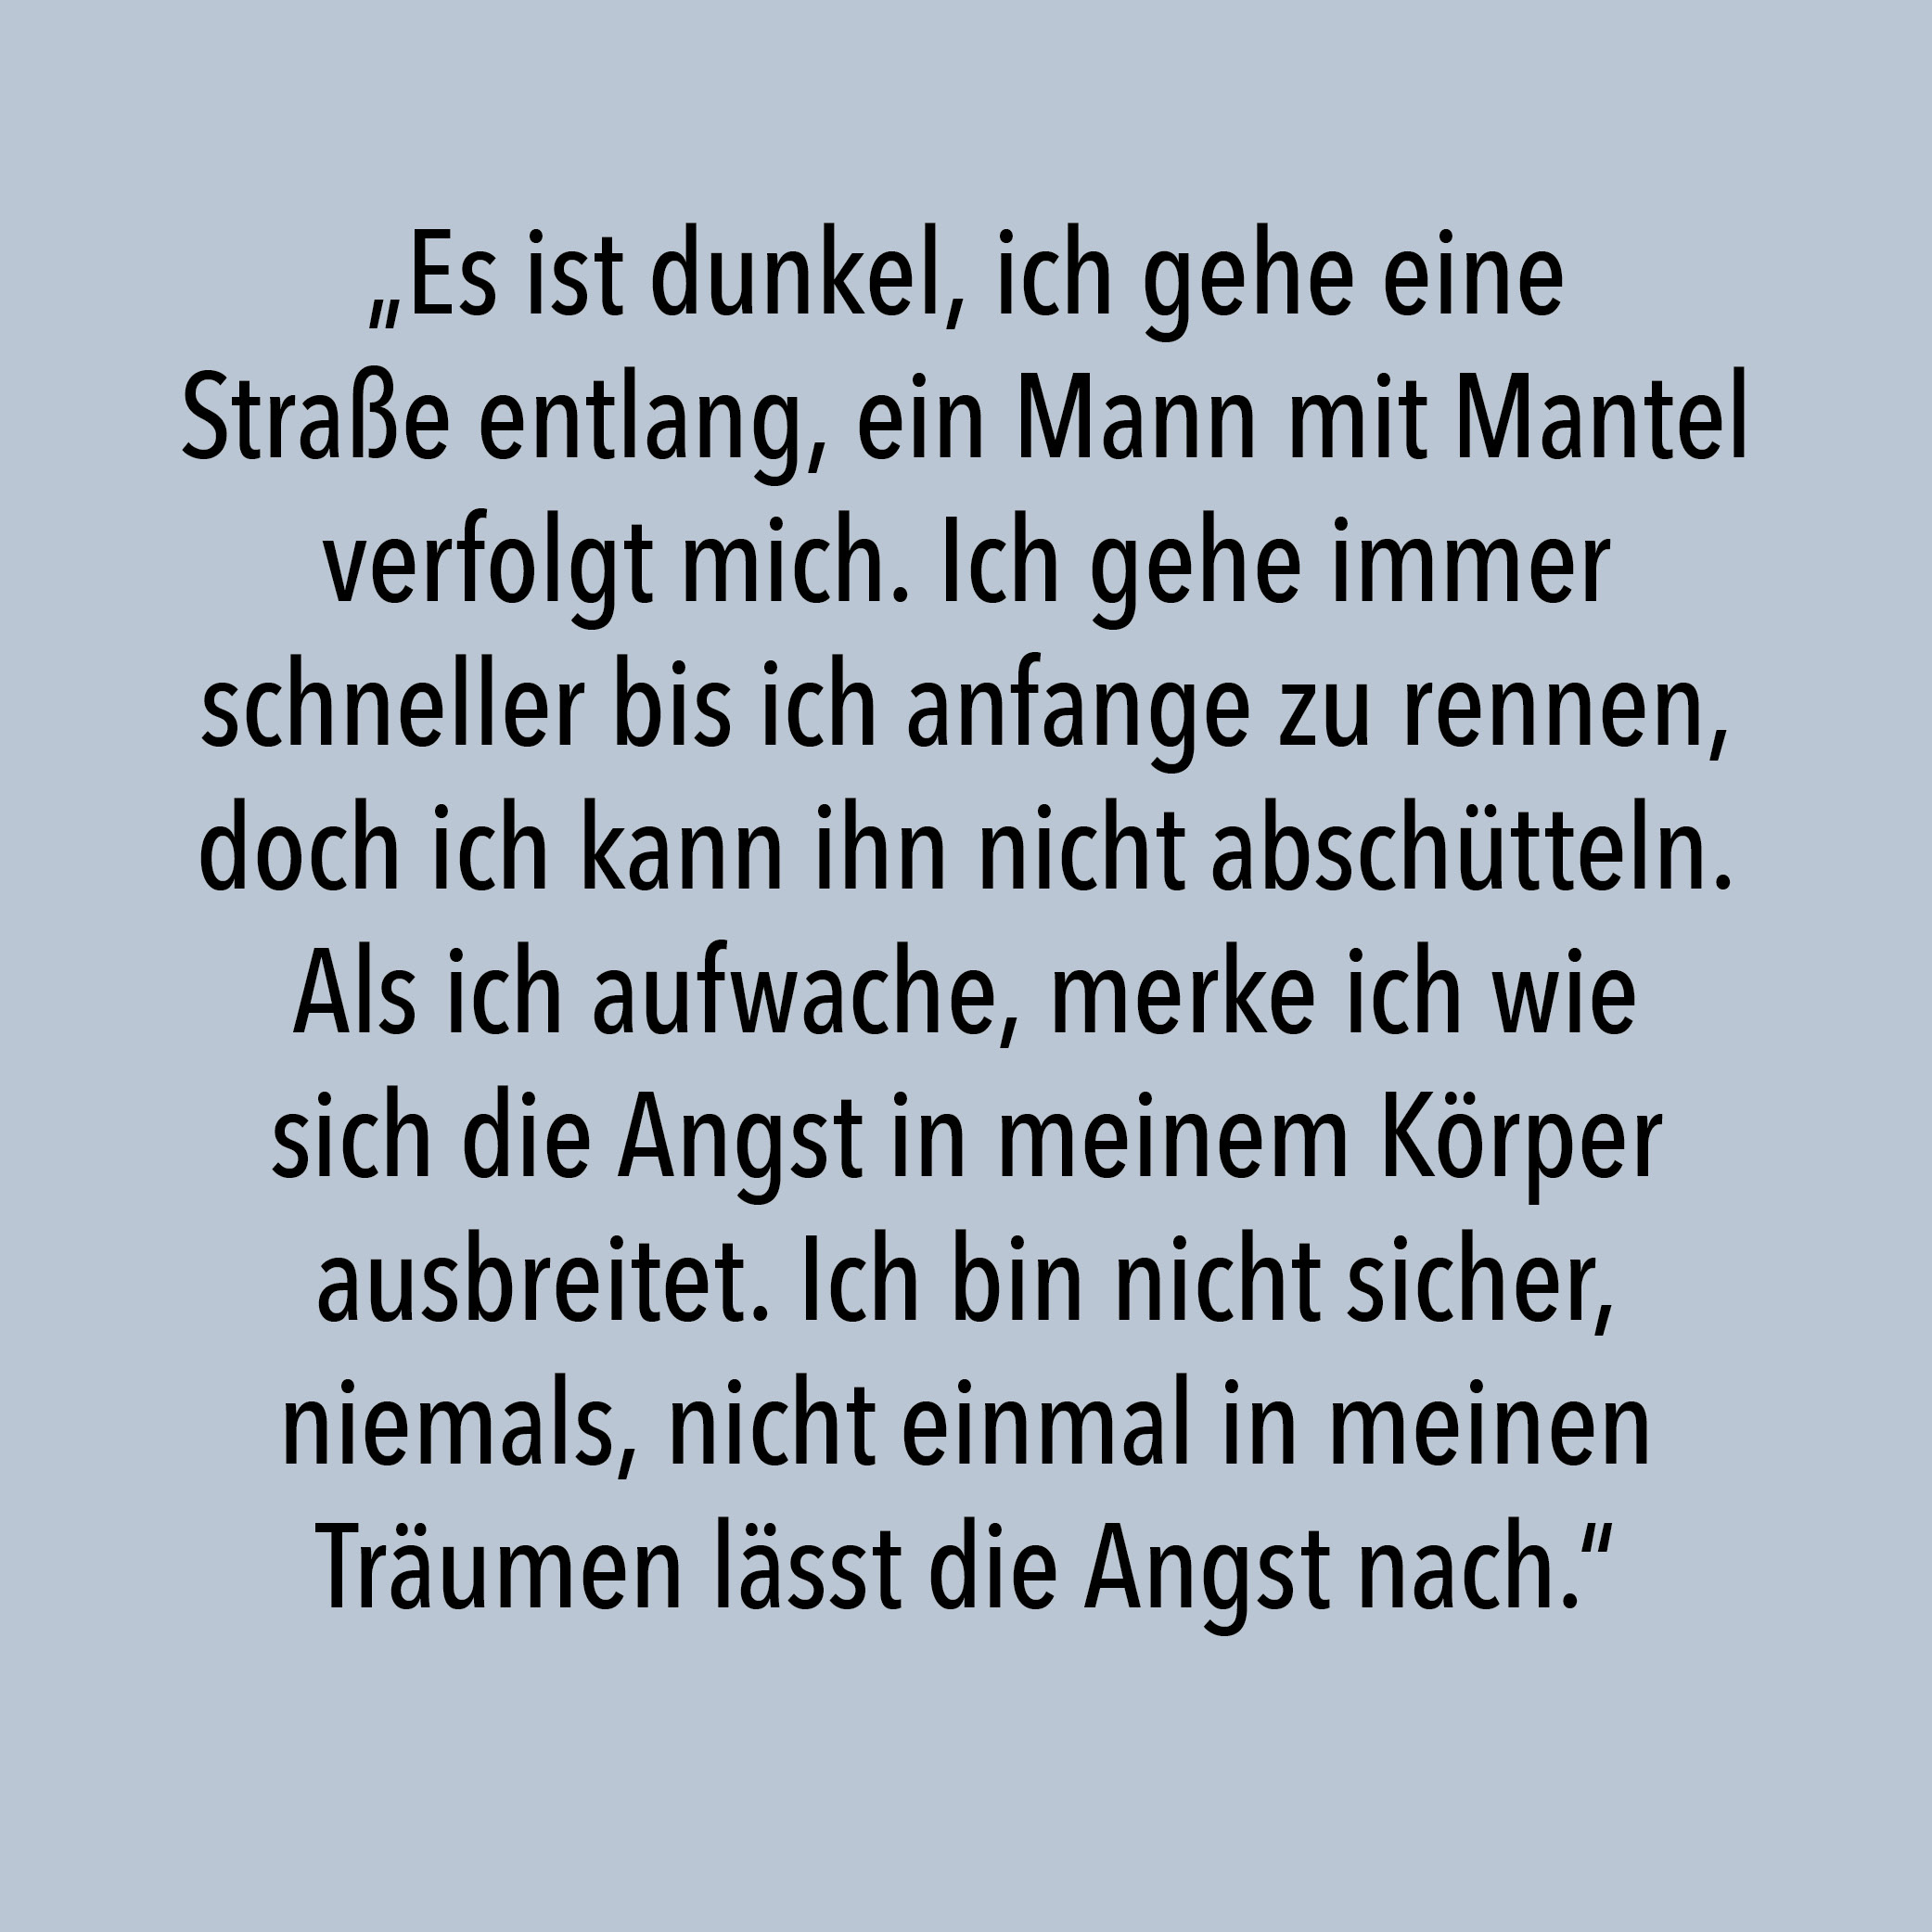 „Es ist dunkel, ich gehe eine
Straße entlang, ein Mann mit Mantel
verfolgt mich. Ich gehe immer
schneller bis ich anfange zu rennen,
doch ich kann ihn nicht abschütteln.
Als ich aufwache, merke ich wie
sich die Angst in meinem Körper
ausbreitet. Ich bin nicht sicher,
niemals, nicht einmal in meinen
Träumen lässt die Angst nach.“